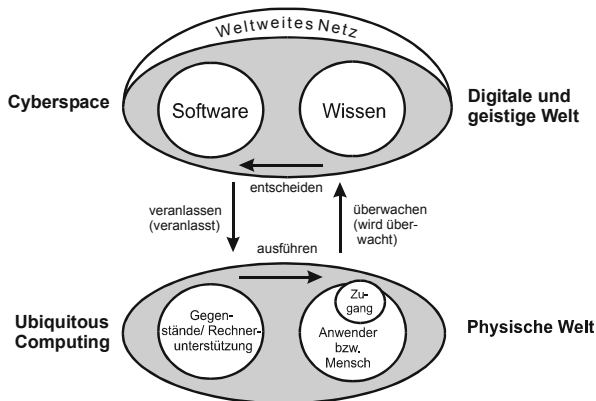 Weltweites Netz
Cyberspace
Software
Wissen
Digitale und
geistige Welt
entscheiden
veranlassen
(veranlasst)
überwachen
(wird über-
wacht)
ausführen
Ubiquitous
Computing
Gegen-
stände/ Rechner-
unterstützung
Zu-
gang
Anwender
bzw.
Mensch
Physische Welt